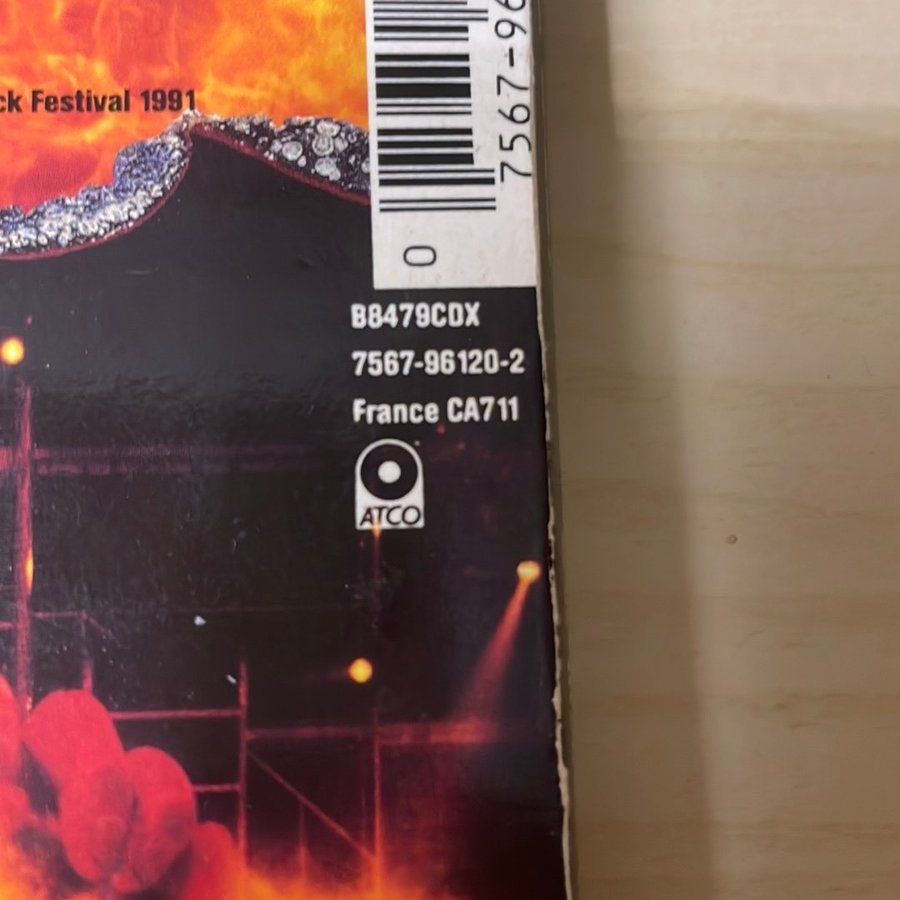 ck Festival 1991
7567-96
0
B8479CDX
7567-96120-2
France CA711
ATCO